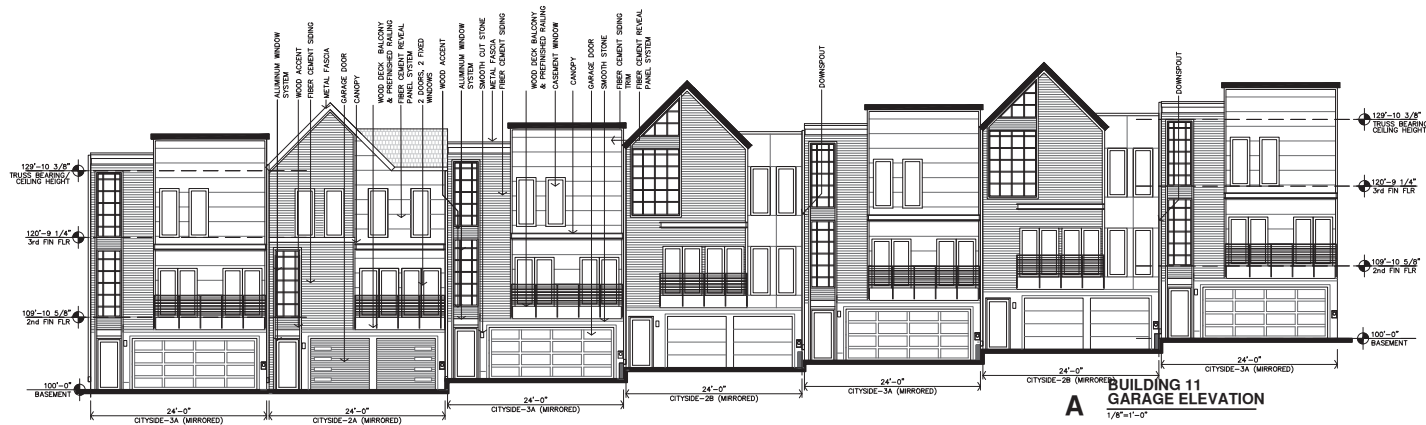 ALUMINUM WINDOW
SYSTEM
WOOD ACCENT
FIBER CEMENT SIDING
METAL FASCIA
GARAGE DOOR
CANOPY
WOOD DECK BALCONY
& PREFINISHED RAILING
FIBER CEMENT REVEAL
PANEL SYSTEM
2 DOORS, 2 FIXED
WINDOWS
WOOD ACCENT
ALUMINUM WINDOW
SYSTEM
SMOOTH CUT STONE
METAL FASCIA
FIBER CEMENT SIDING
WOOD DECK BALCONY
& PREFINISHED RAILING
CASEMENT WINDOW
CANOPY
GARAGE DOOR
SMOOTH STONE
FIBER CEMENT SIDING
TRIM
FIBER CEMENT REVEAL
PANEL SYSTEM
DOWNSPOUT
DOWNSPOUT
129'-10 3/8"
TRUSS BEARING/
CEILING HEIGHT
120'-9 1/4"
3rd FIN FLR
109'-10 5/8"
2nd FIN FLR
100'-0"
BASEMENT
129'-10 3/8"
TRUSS BEARING/
CEILING HEIGHT
120'-9 1/4"
3rd FIN FLR
109'-10 5/8"
2nd FIN FLR
100'-0"
BASEMENT
24'-0"
CITYSIDE-3A (MIRRORED)
24'-0"
CITYSIDE-2A (MIRRORED)
24'-0"
CITYSIDE-3A (MIRRORED)
24'-0"
CITYSIDE-2B (MIRRORED)
24'-0"
CITYSIDE-3A (MIRRORED)
24'-0"
CITYSIDE-2B (MIRRORED)
24'-0"
CITYSIDE-3A (MIRRORED)
A
BUILDING 11
GARAGE ELEVATION
1/8"=1'-0"